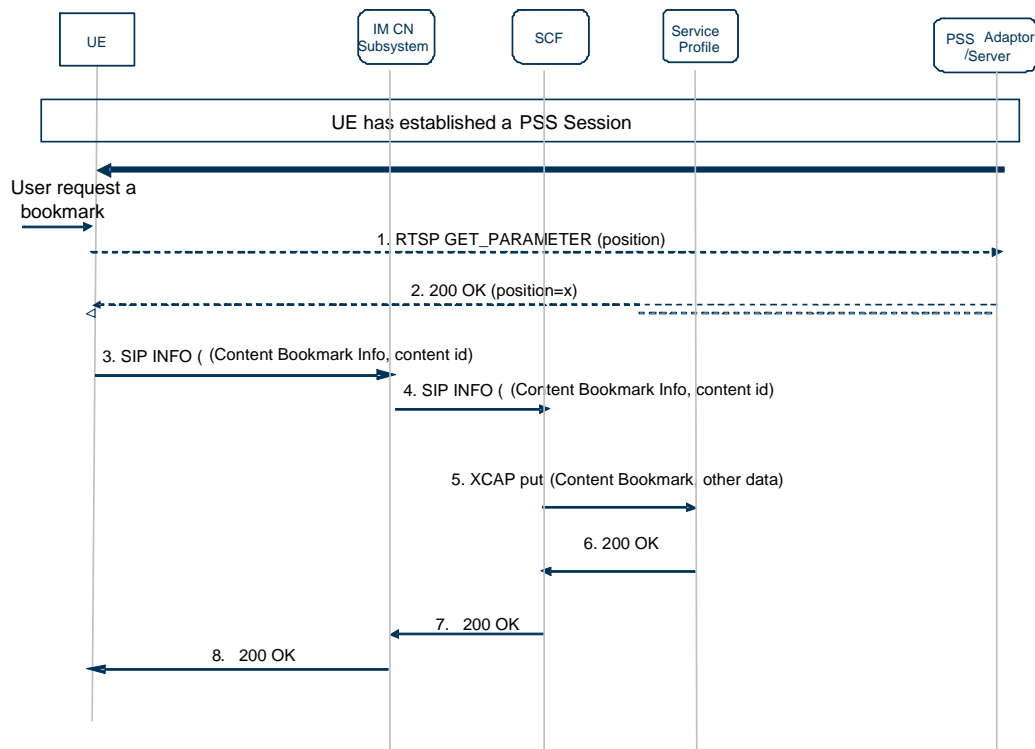 UE
IM CN
Subsystem
SCF
Service
Profile
PSS Adaptor
/Server
UE has established a PSS Session
User request a
bookmark
1. RTSP GET_PARAMETER (position)
2. 200 OK (position=x)
3. SIP INFO ( (Content Bookmark Info, content id)
4. SIP INFO ( (Content Bookmark Info, content id)
5. XCAP put (Content Bookmark other data)
6. 200 OK
7. 200 OK
8. 200 OK